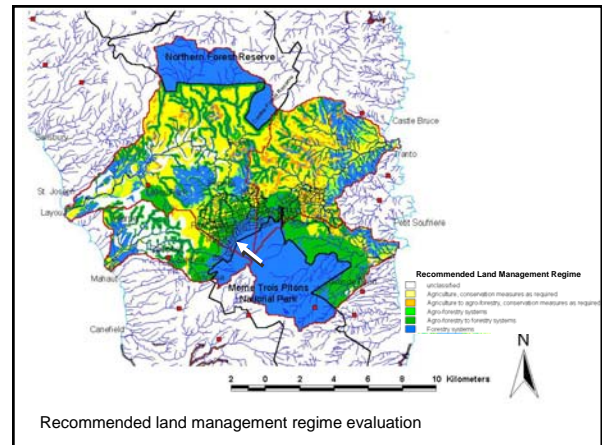 Northern Forest Reserve
Castle Bruce
Salisbury
Tranto
St. Joseph
Layou
Petit Soufriere
Mahaut
Morne Trois Pitons
National Park
Canefield
Recommended Land Management Regime
unclassified
Agriculture, conservation measures as required
Agriculture to agro-forestry, conservation measures as required
Agro-forestry systems
Agro-forestry to forestry systems
Forestry systems
N
2 0 2 4 6 8 10 Kilometers
Recommended land management regime evaluation